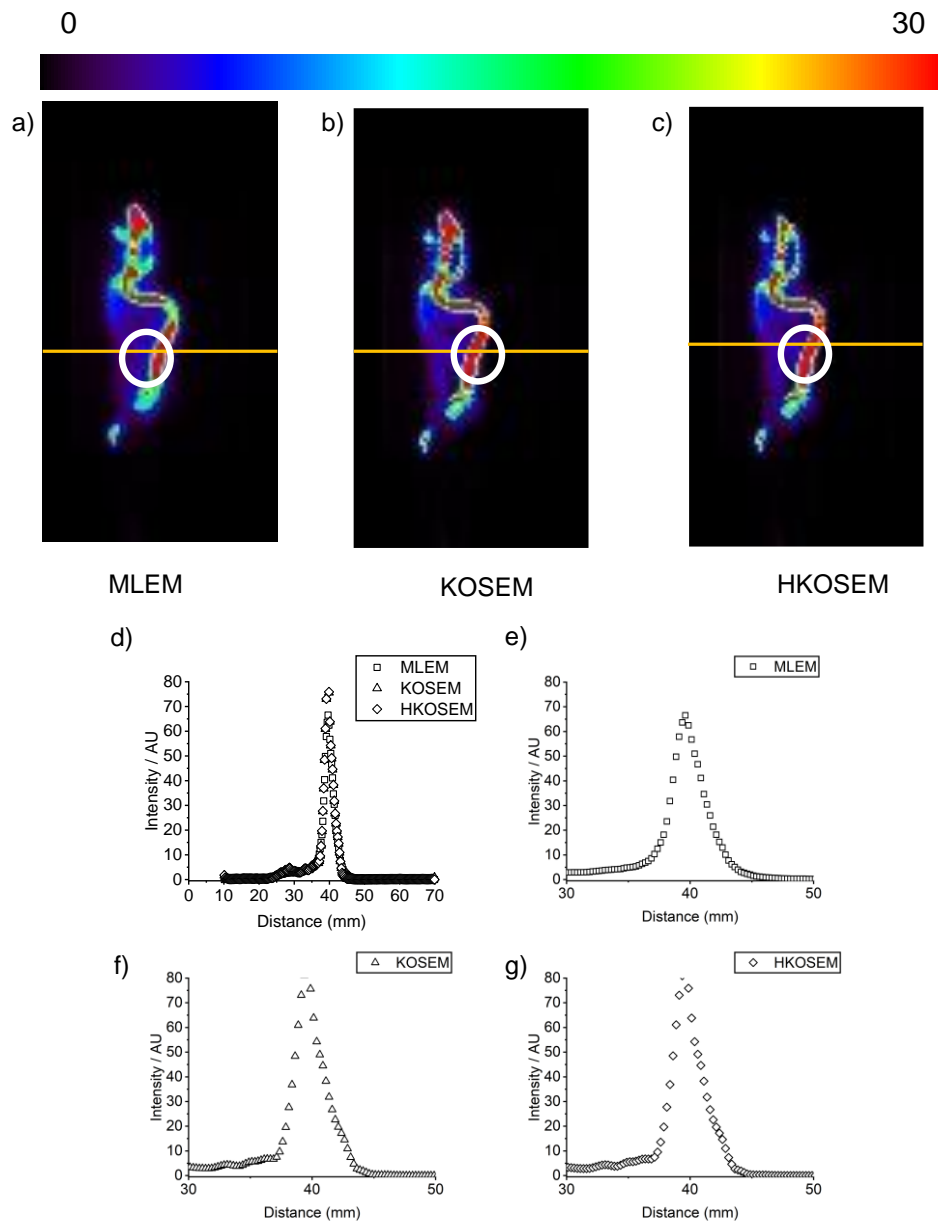 0 30
a) b) c)
MLEM KOSEM HKOSEM
d)
MLEM
KOSEM
HKOSEM
80
70
60
50
40
30
20
10
0
Intensity / AU
0 10 20 30 40 50 60 70
Distance (mm)
e)
MLEM
80
70
60
50
40
30
20
10
0
Intensity / AU
30 40 50
Distance (mm)
f)
KOSEM
80
70
60
50
40
30
20
10
0
Intensity / AU
30 40 50
Distance (mm)
g)
HKOSEM
80
70
60
50
40
30
20
10
0
Intensity / AU
30 40 50
Distance (mm)